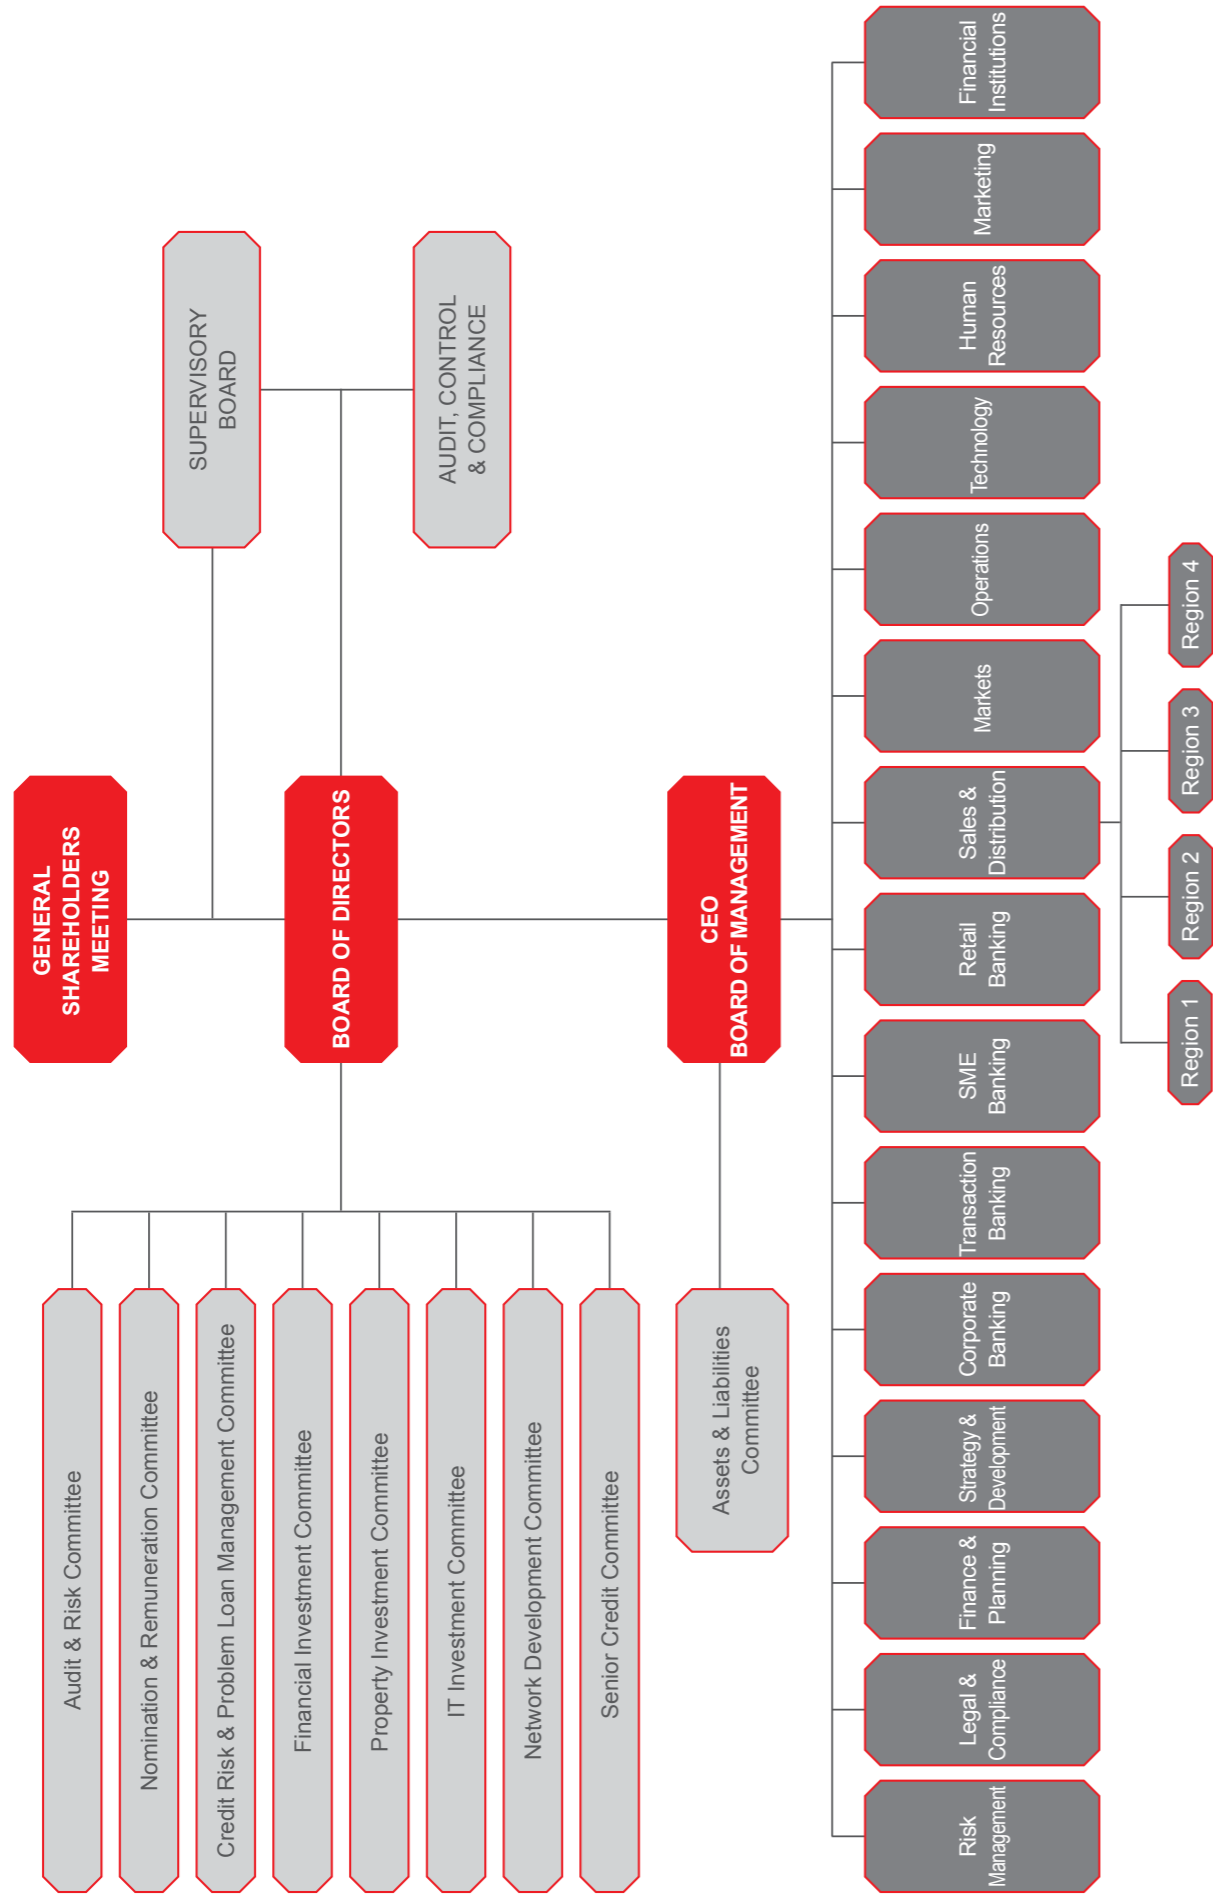 GENERAL
SHAREHOLDERS
MEETING
SUPERVISORY
BOARD
AUDIT, CONTROL
& COMPLIANCE
BOARD OF DIRECTORS
Audit & Risk Committee
Nomination & Remuneration Committee
Credit Risk & Problem Loan Management Committee
Financial Investment Committee
Property Investment Committee
IT Investment Committee
Network Development Committee
Senior Credit Committee
CEO
BOARD OF MANAGEMENT
Assets & Liabilities
Committee
Risk
Management
Legal &
Compliance
Finance &
Planning
Strategy &
Development
Corporate
Banking
Transaction
Banking
SME
Banking
Retail
Banking
Sales &
Distribution
Markets
Operations
Technology
Human
Resources
Marketing
Financial
Institutions
Region 1
Region 2
Region 3
Region 4